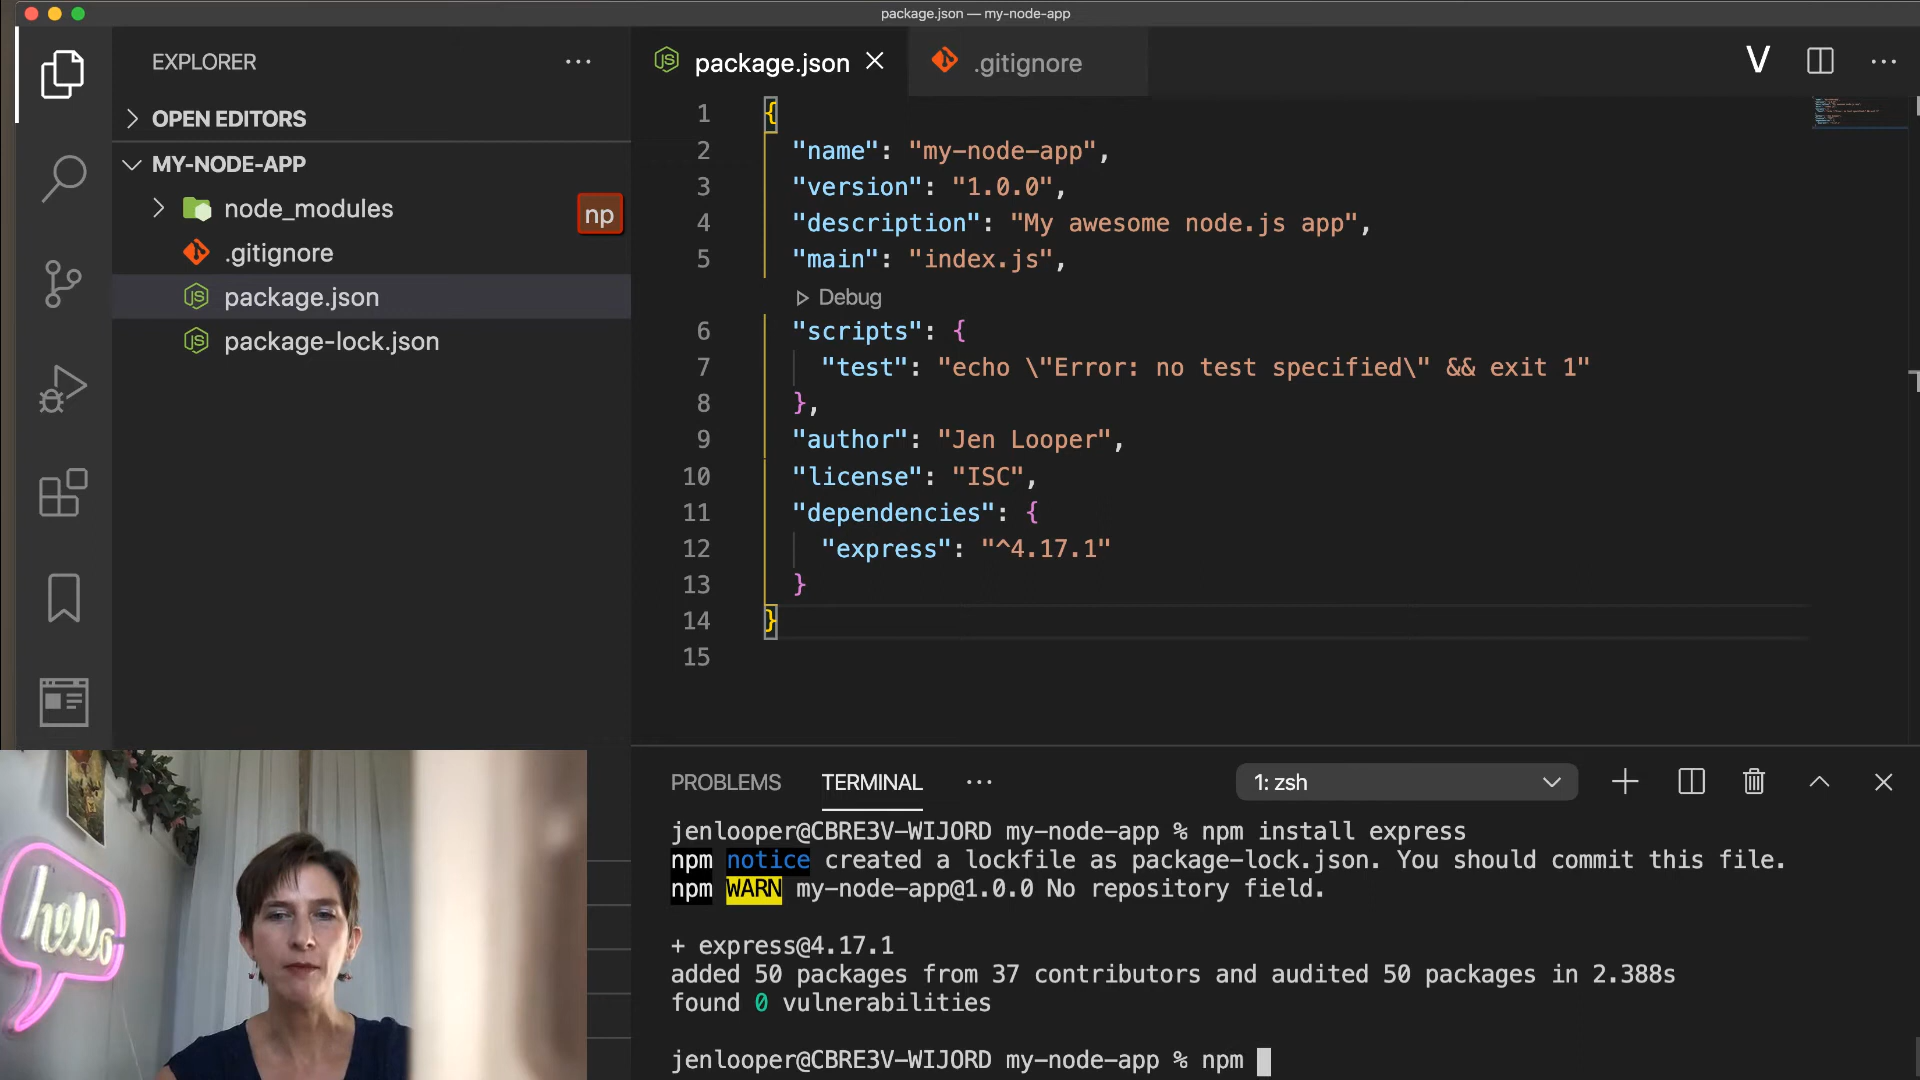 package.json — my-node-app
EXPLORER
OPEN EDITORS
MY-NODE-APP
node_modules
np
.gitignore
package.json
package-lock.json
package.json
.gitignore
V
1 {
2 "name": "my-node-app",
3 "version": "1.0.0",
4 "description": "My awesome node.js app",
5 "main": "index.js",
Debug
6 "scripts": {
7 "test": "echo \"Error: no test specified\" && exit 1"
8 },
9 "author": "Jen Looper",
10 "license": "ISC",
11 "dependencies": {
12 "express": "^4.17.1"
13 }
14 }
15
PROBLEMS
TERMINAL
1: zsh
jenlooper@CBRE3V-WIJORD my-node-app % npm install express
npm notice created a lockfile as package-lock.json. You should commit this file.
npm WARN my-node-app@1.0.0 No repository field.
+ express@4.17.1
added 50 packages from 37 contributors and audited 50 packages in 2.388s
found 0 vulnerabilities
jenlooper@CBRE3V-WIJORD my-node-app % npm
hello